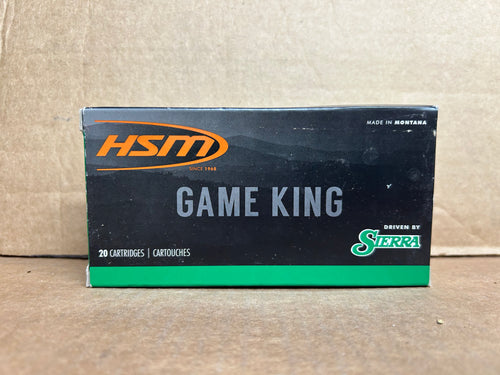 MADE IN MONTANA
HSM
SINCE 1968
GAME KING
DRIVEN BY
SIERRA
20 CARTRIDGES | CARTOUCHES